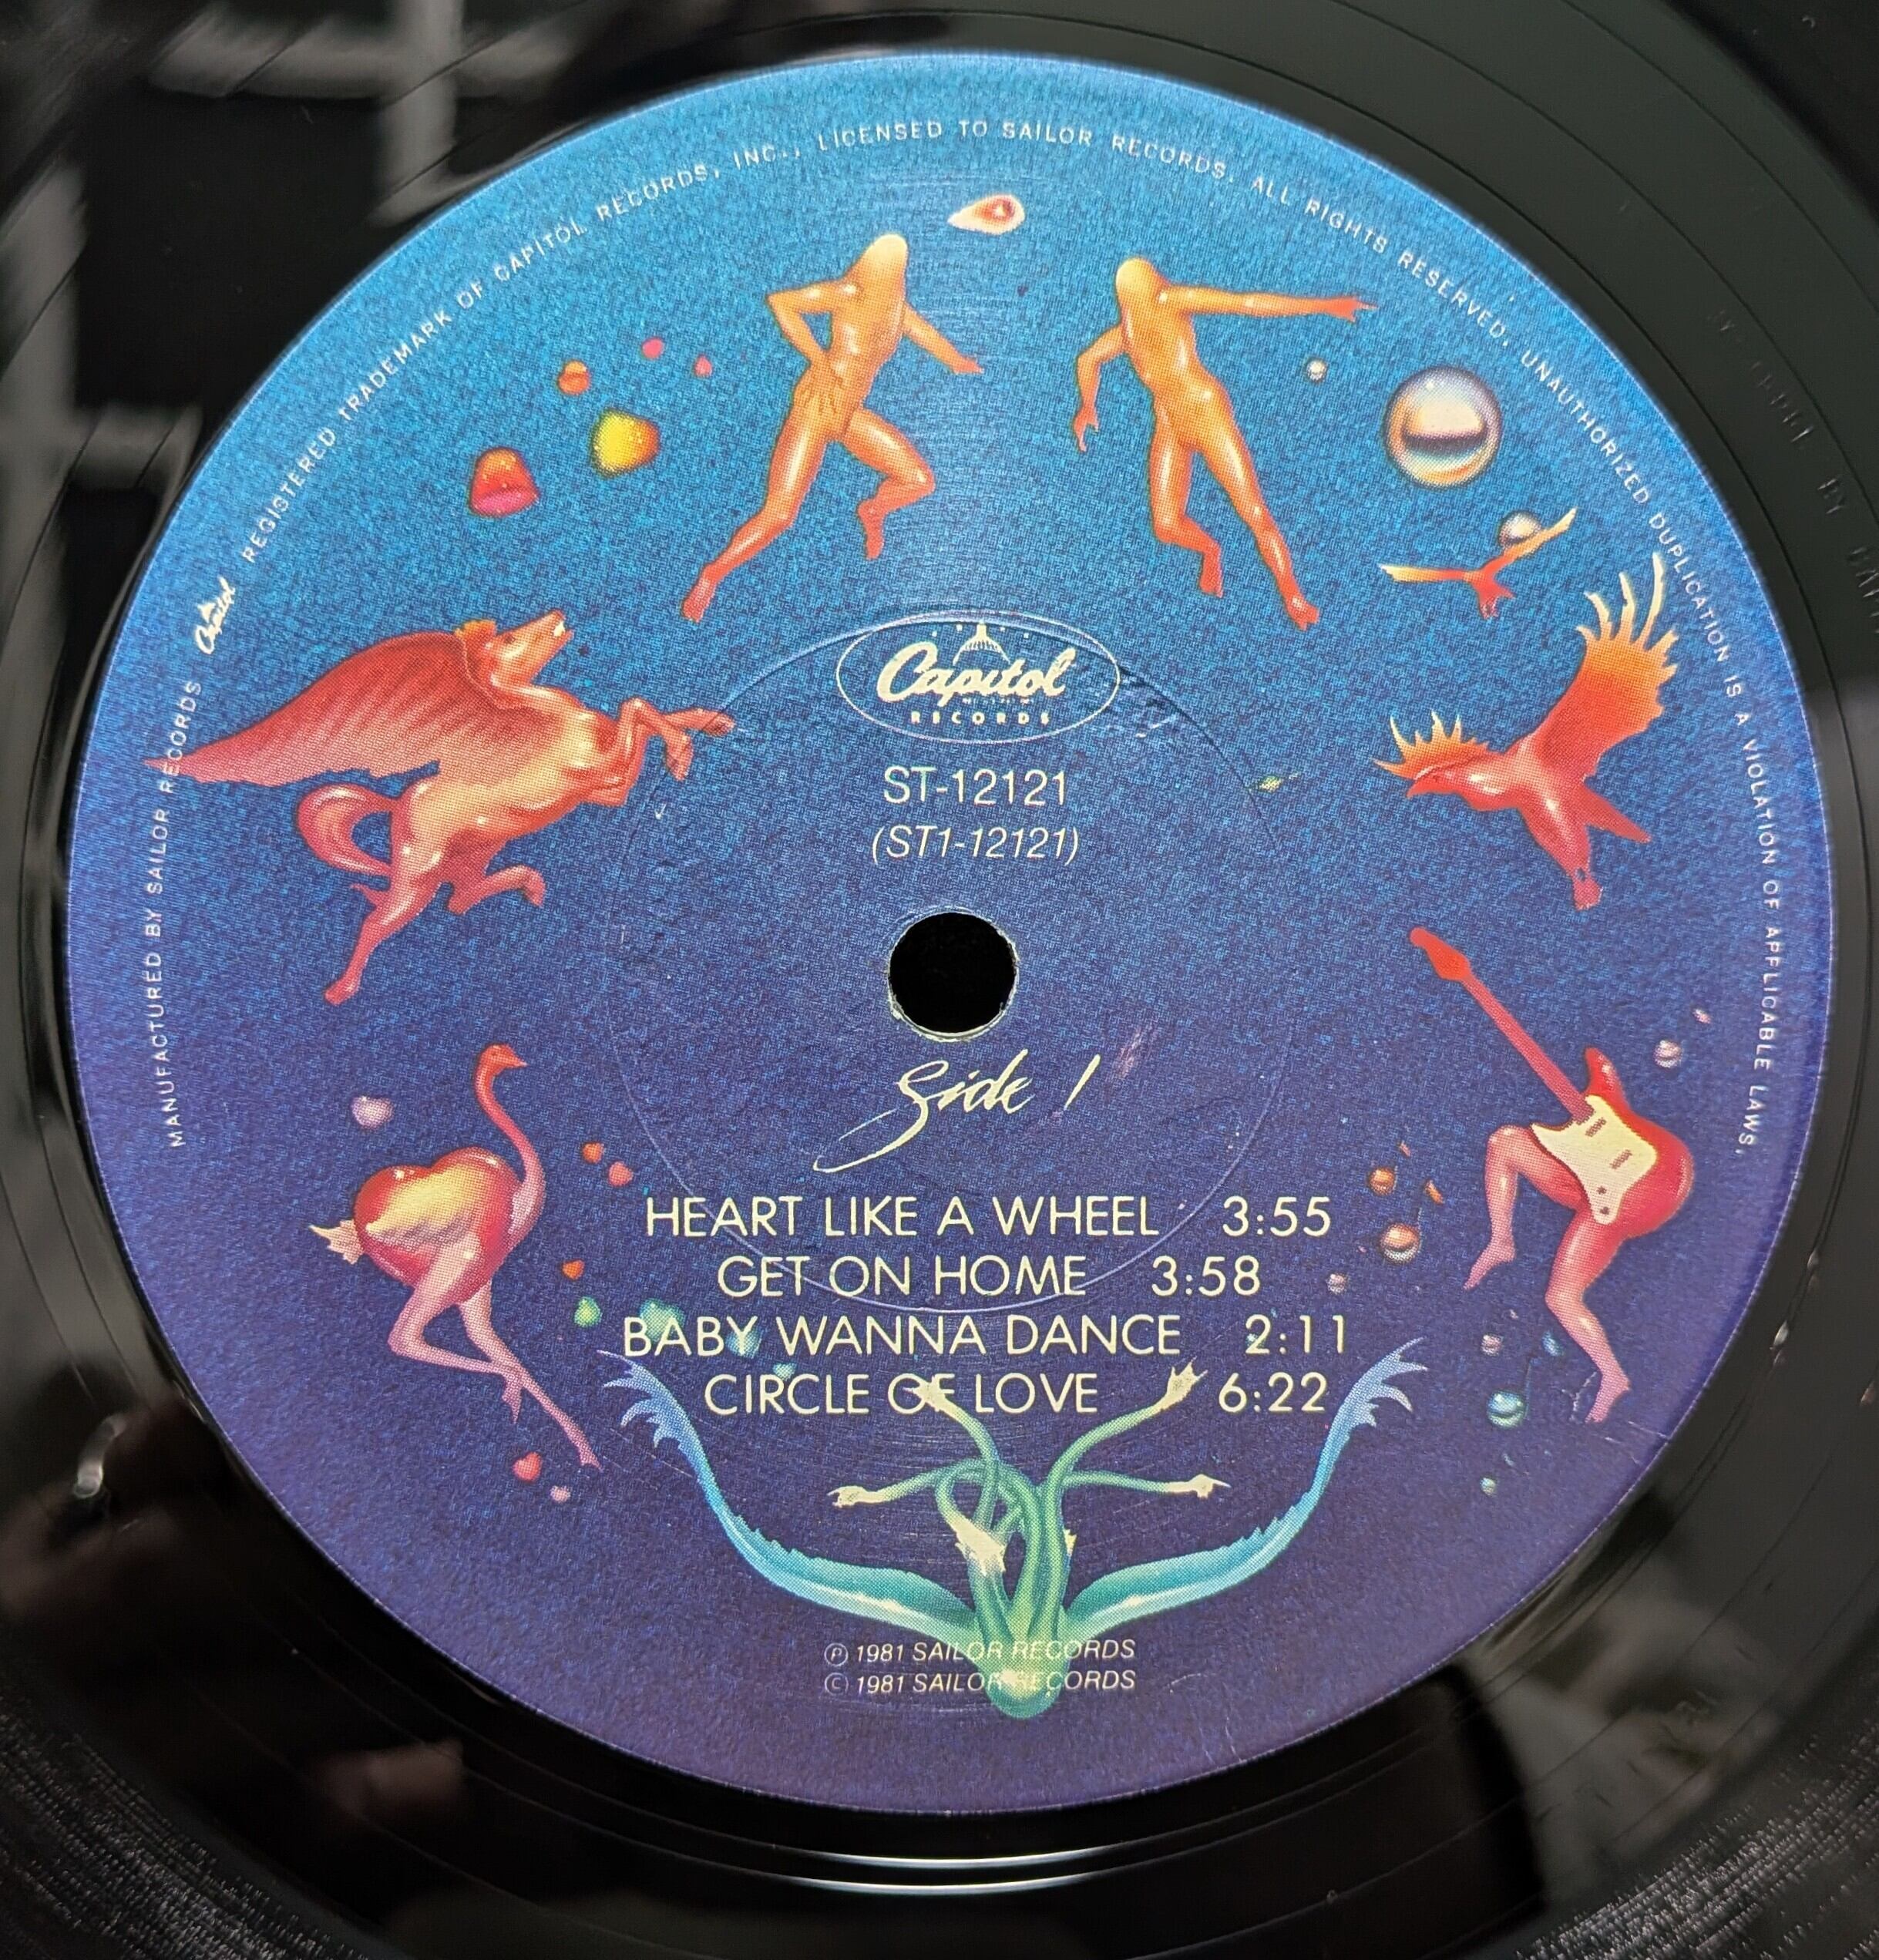 MANUFACTURED BY SAILOR RECORDS Capitol REGISTERED TRADEMARK OF CAPITOL RECORDS, INC., LICENSED TO SAILOR RECORDS. ALL RIGHTS RESERVED. UNAUTHORIZED DUPLICATION IS A VIOLATION OF APPLICABLE LAWS.
Capitol
RECORDS
ST-12121
(ST1-12121)
Side 1
HEART LIKE A WHEEL 3:55
GET ON HOME 3:58
BABY WANNA DANCE 2:11
CIRCLE OF LOVE 6:22
Ⓟ 1981 SAILOR RECORDS
© 1981 SAILOR RECORDS